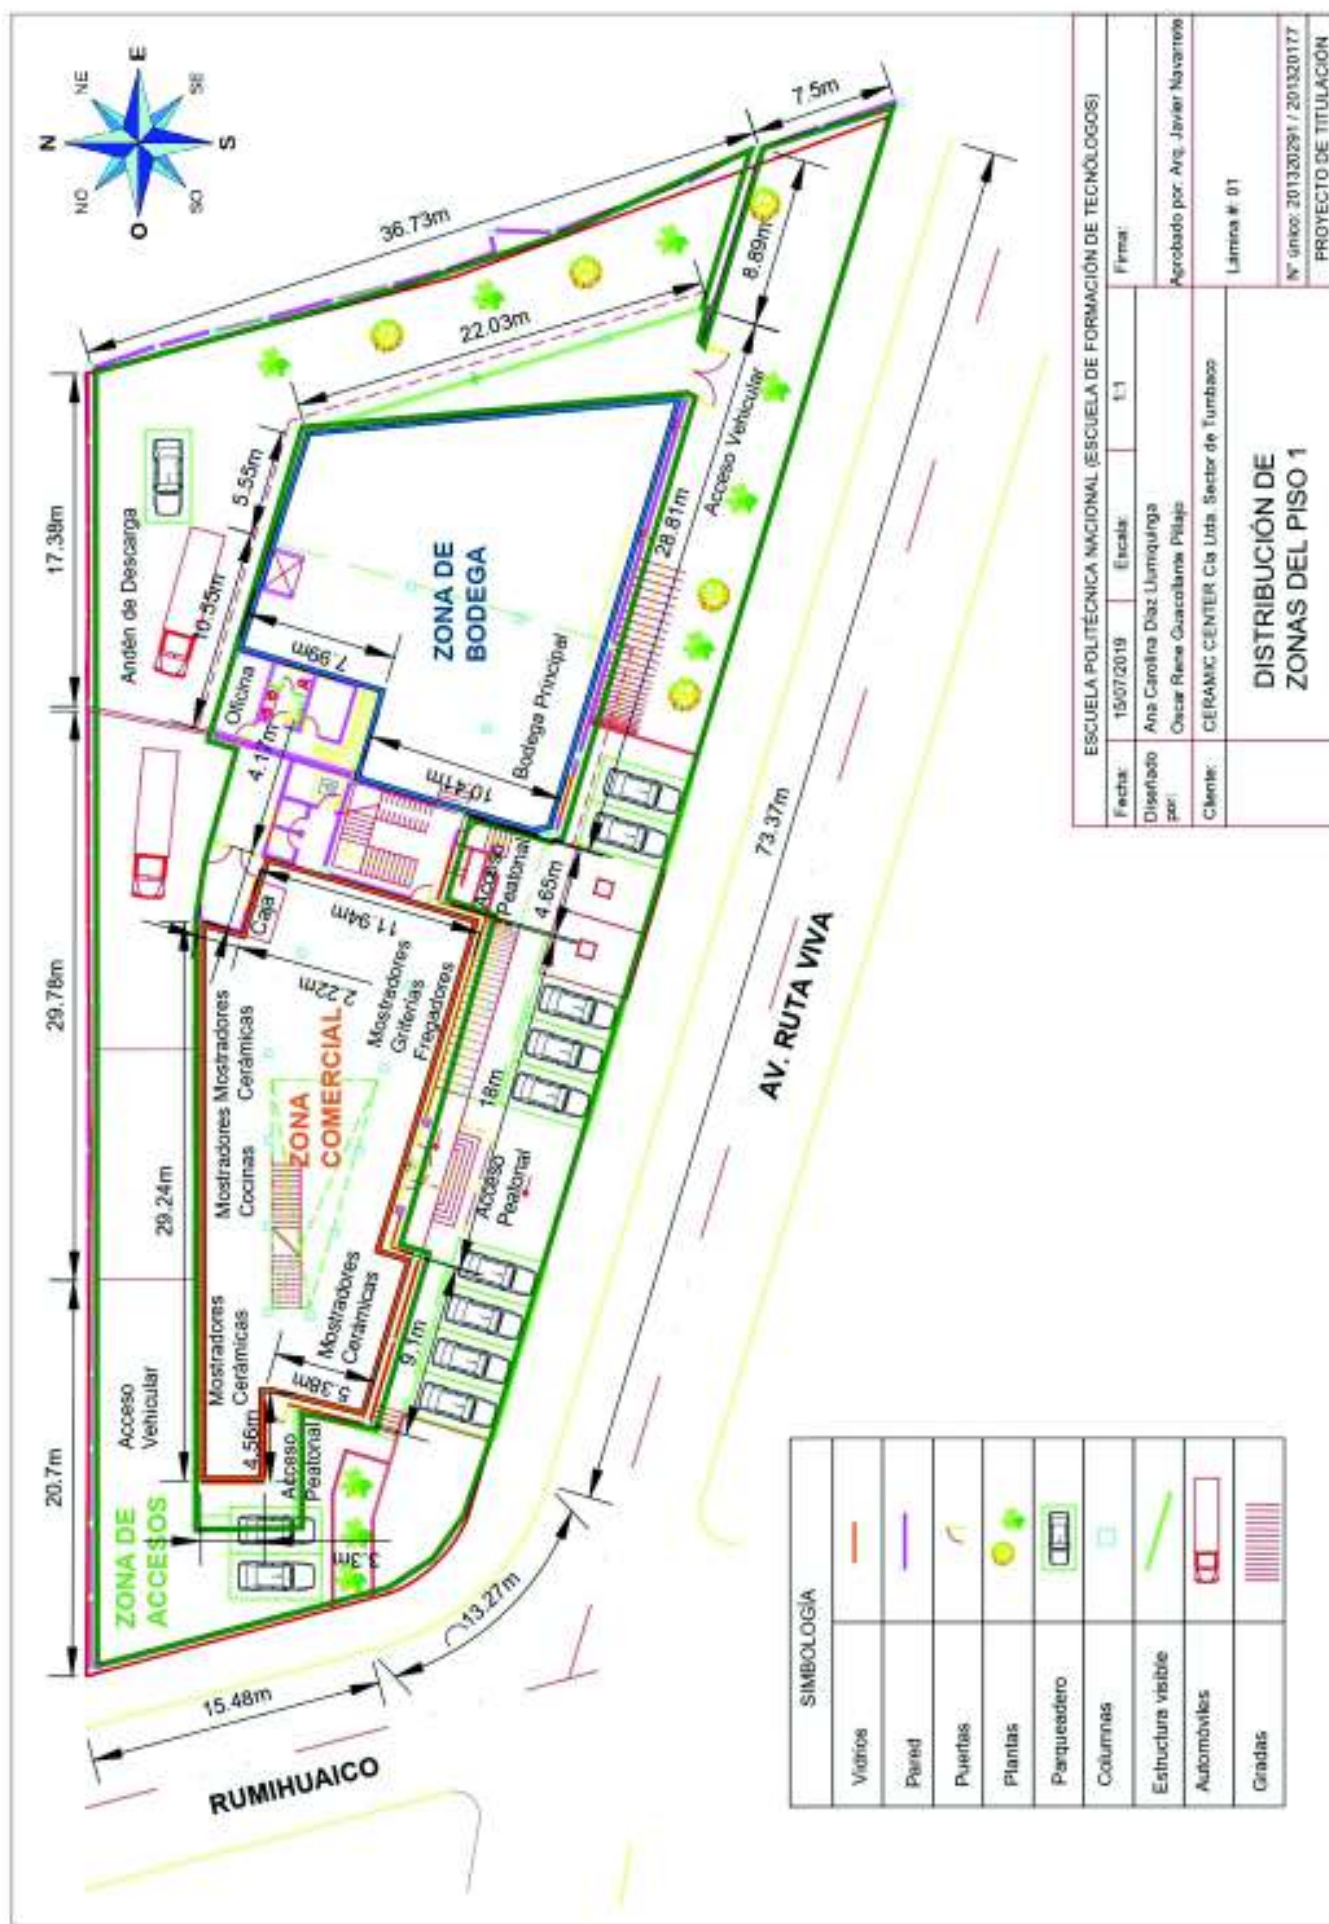 N
NE
E
SE
S
SO
O
NO
20.7m
29.78m
17.38m
36.73m
7.5m
8.89m
22.03m
5.55m
10.55m
Andén de Descarga
Oficina
7.99m
4.17m
ZONA DE
BODEGA
10.41m
Bodega Principal
28.81m
Acceso Vehicular
Acceso
Peatonal
4.65m
Caja
11.94m
2.22m
29.24m
Mostradores
Cerámicas
Mostradores
Cocinas
Mostradores
Griferías
Fregadores
ZONA
COMERCIAL
18m
Acceso
Peatonal
Mostradores
Cerámicas
Mostradores
Cerámicas
5.38m
9.1m
4.56m
Acceso
Peatonal
Acceso
Vehicular
ZONA DE
ACCESOS
3.3m
15.48m
13.27m
73.37m
AV. RUTA VIVA
RUMIHUAICO
SIMBOLOGÍA
Vidrios
Pared
Puertas
Plantas
Parqueadero
Columnas
Estructura visible
Automóviles
Gradas
ESCUELA POLITÉCNICA NACIONAL (ESCUELA DE FORMACIÓN DE TECNÓLOGOS)
Fecha: 15/07/2019 Escala: 1:1 Firma:
Diseñado por: Ana Carolina Díaz Llumiquinga
Oscar Rene Guacollante Pillajo
Aprobado por: Arq. Javier Navarrete
Cliente: CERAMIC CENTER Cia Ltda. Sector de Tumbaco
Lámina #: 01
DISTRIBUCIÓN DE
ZONAS DEL PISO 1
N° único: 201320291 / 201320177
PROYECTO DE TITULACIÓN